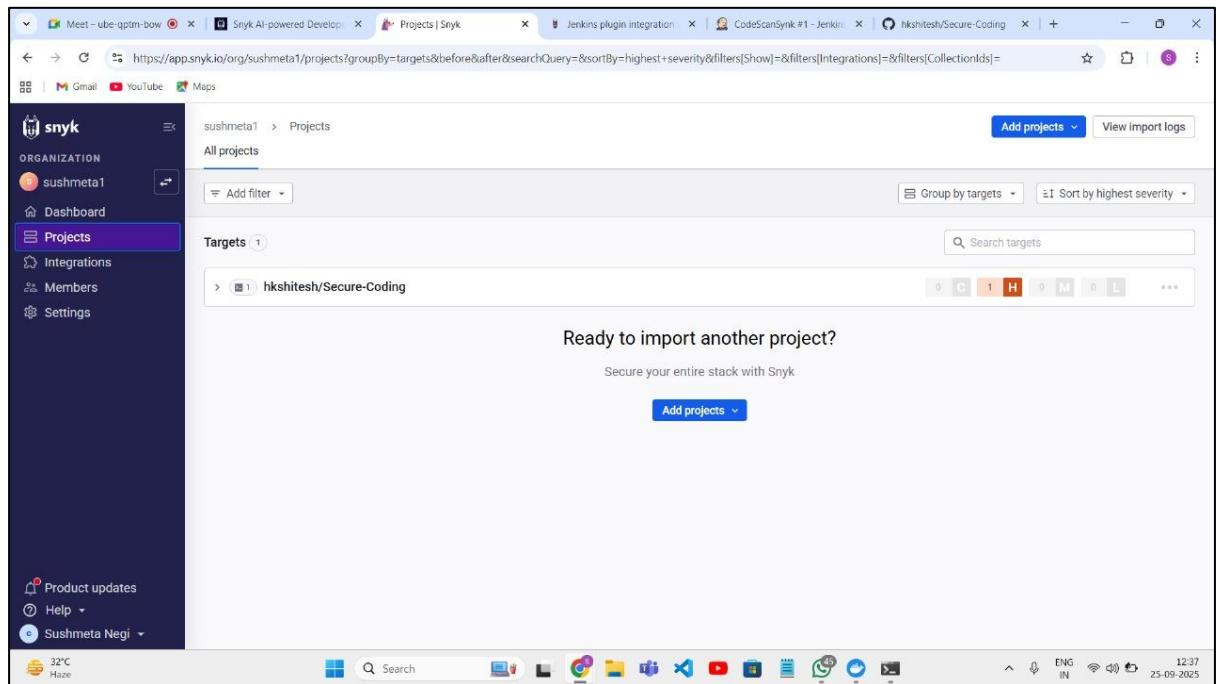 Meet – ube-qptm-bow
Snyk AI-powered Develop
Projects | Snyk
Jenkins plugin integration
CodeScanSynk #1 - Jenkin
hkshitesh/Secure-Coding
https://app.snyk.io/org/sushmeta1/projects?groupBy=targets&before&after&searchQuery=&sortBy=highest+severity&filters[Show]=&filters[Integrations]=&filters[CollectionIds]=
S
Gmail YouTube Maps
snyk
ORGANIZATION
sushmeta1
Dashboard
Projects
Integrations
Members
Settings
Product updates
Help
Sushmeta Negi
sushmeta1 > Projects
Add projects View import logs
All projects
Add filter
Group by targets Sort by highest severity
Targets 1
Search targets
1 hkshitesh/Secure-Coding 0 C 1 H 0 M 0 L
Ready to import another project?
Secure your entire stack with Snyk
Add projects
32°C
Haze
Search
45
ENG
IN
12:37
25-09-2025